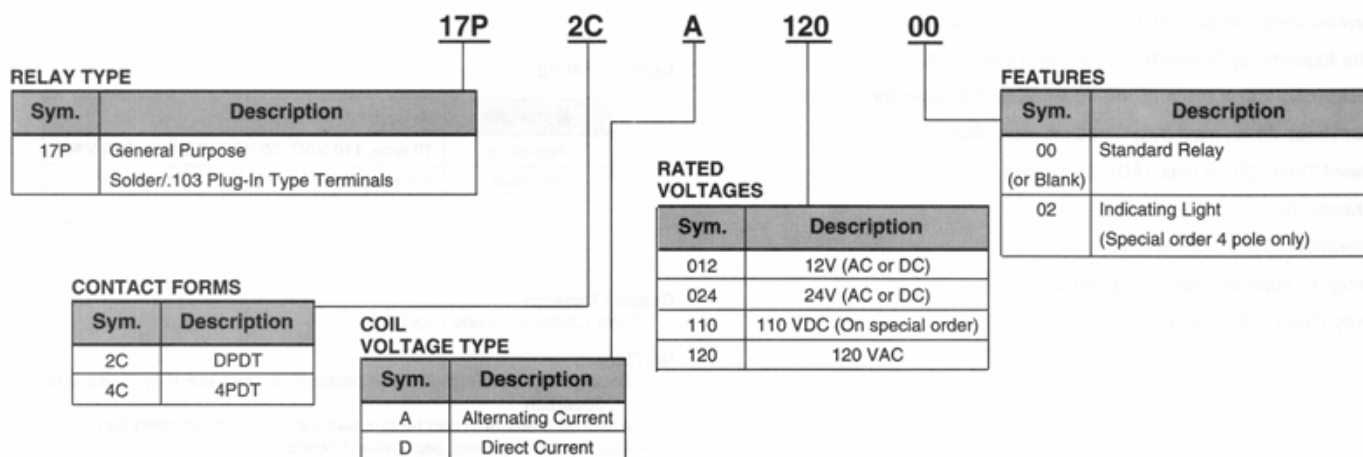 17P 2C A 120 00
RELAY TYPE
Sym. Description
17P General Purpose
Solder/.103 Plug-In Type Terminals
CONTACT FORMS
Sym. Description
2C DPDT
4C 4PDT
COIL
VOLTAGE TYPE
Sym. Description
A Alternating Current
D Direct Current
RATED
VOLTAGES
Sym. Description
012 12V (AC or DC)
024 24V (AC or DC)
110 110 VDC (On special order)
120 120 VAC
FEATURES
Sym. Description
00 Standard Relay
(or Blank)
02 Indicating Light
(Special order 4 pole only)